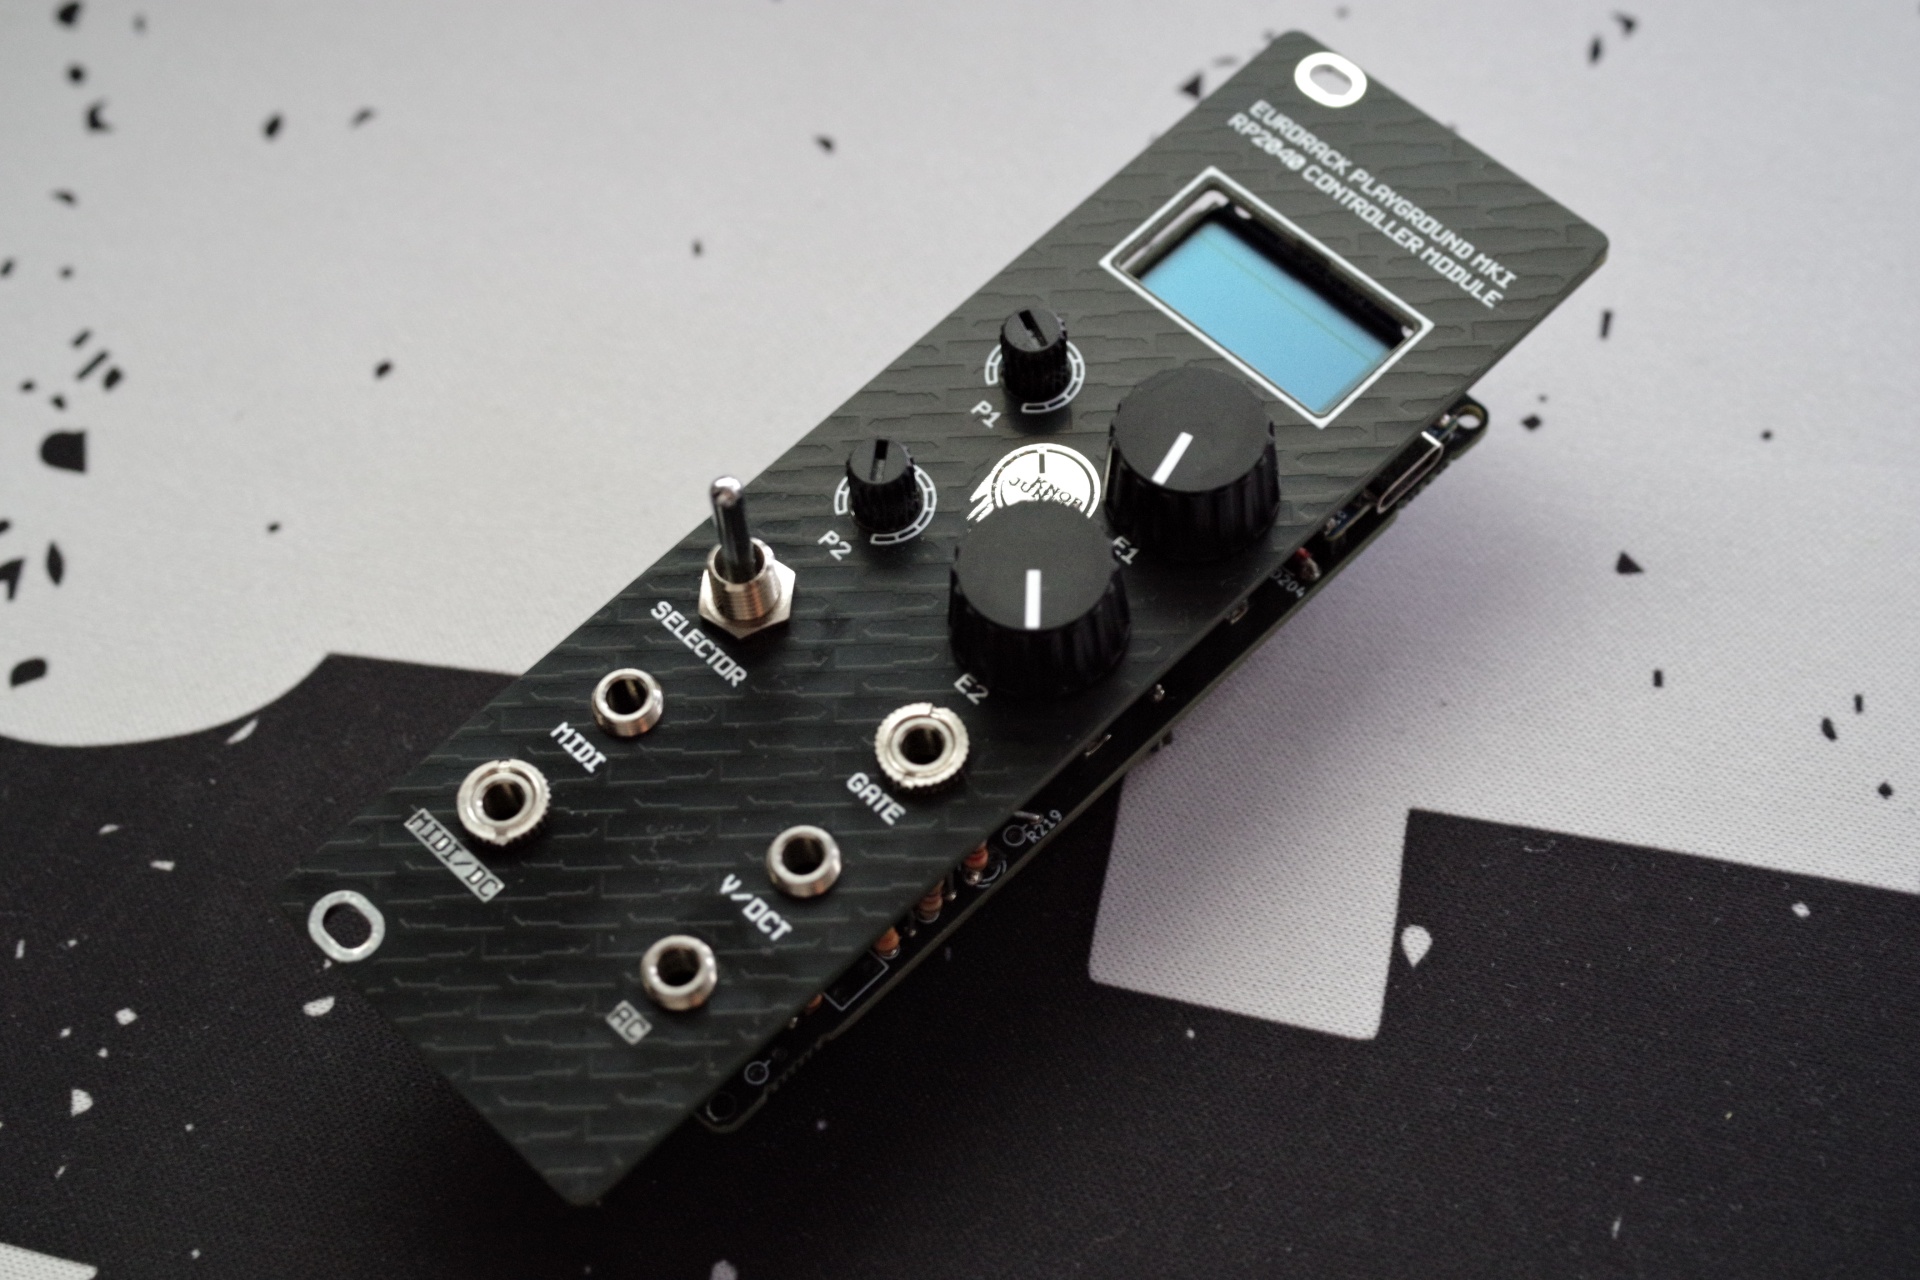 EURORACK PLAYGROUND MKI
RP2040 CONTROLLER MODULE
P1
KNOB
E1
P2
E2
SELECTOR
MIDI
GATE
MIDI/DC
V/OCT
AC
R219
D204